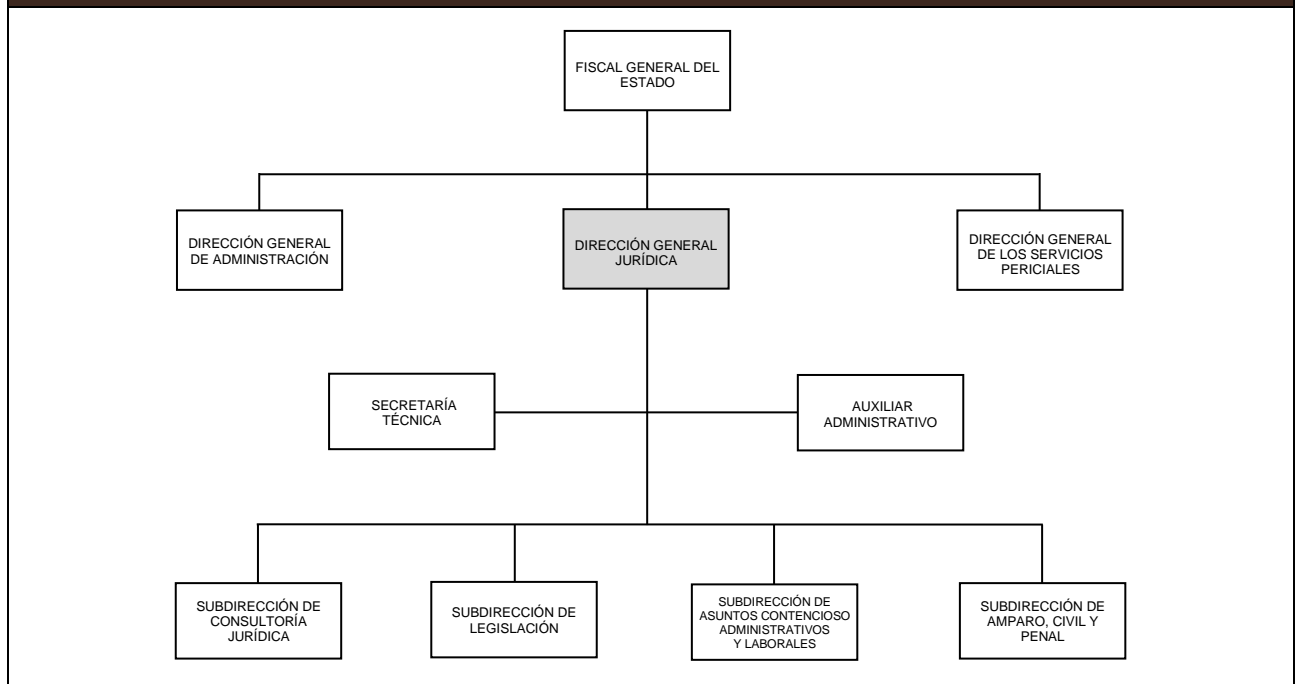 FISCAL GENERAL DEL
ESTADO
DIRECCIÓN GENERAL
DE ADMINISTRACIÓN
DIRECCIÓN GENERAL
JURÍDICA
DIRECCIÓN GENERAL
DE LOS SERVICIOS
PERICIALES
SECRETARÍA
TÉCNICA
AUXILIAR
ADMINISTRATIVO
SUBDIRECCIÓN DE
CONSULTORÍA
JURÍDICA
SUBDIRECCIÓN DE
LEGISLACIÓN
SUBDIRECCIÓN DE
ASUNTOS CONTENCIOSO
ADMINISTRATIVOS
Y LABORALES
SUBDIRECCIÓN DE
AMPARO, CIVIL Y
PENAL